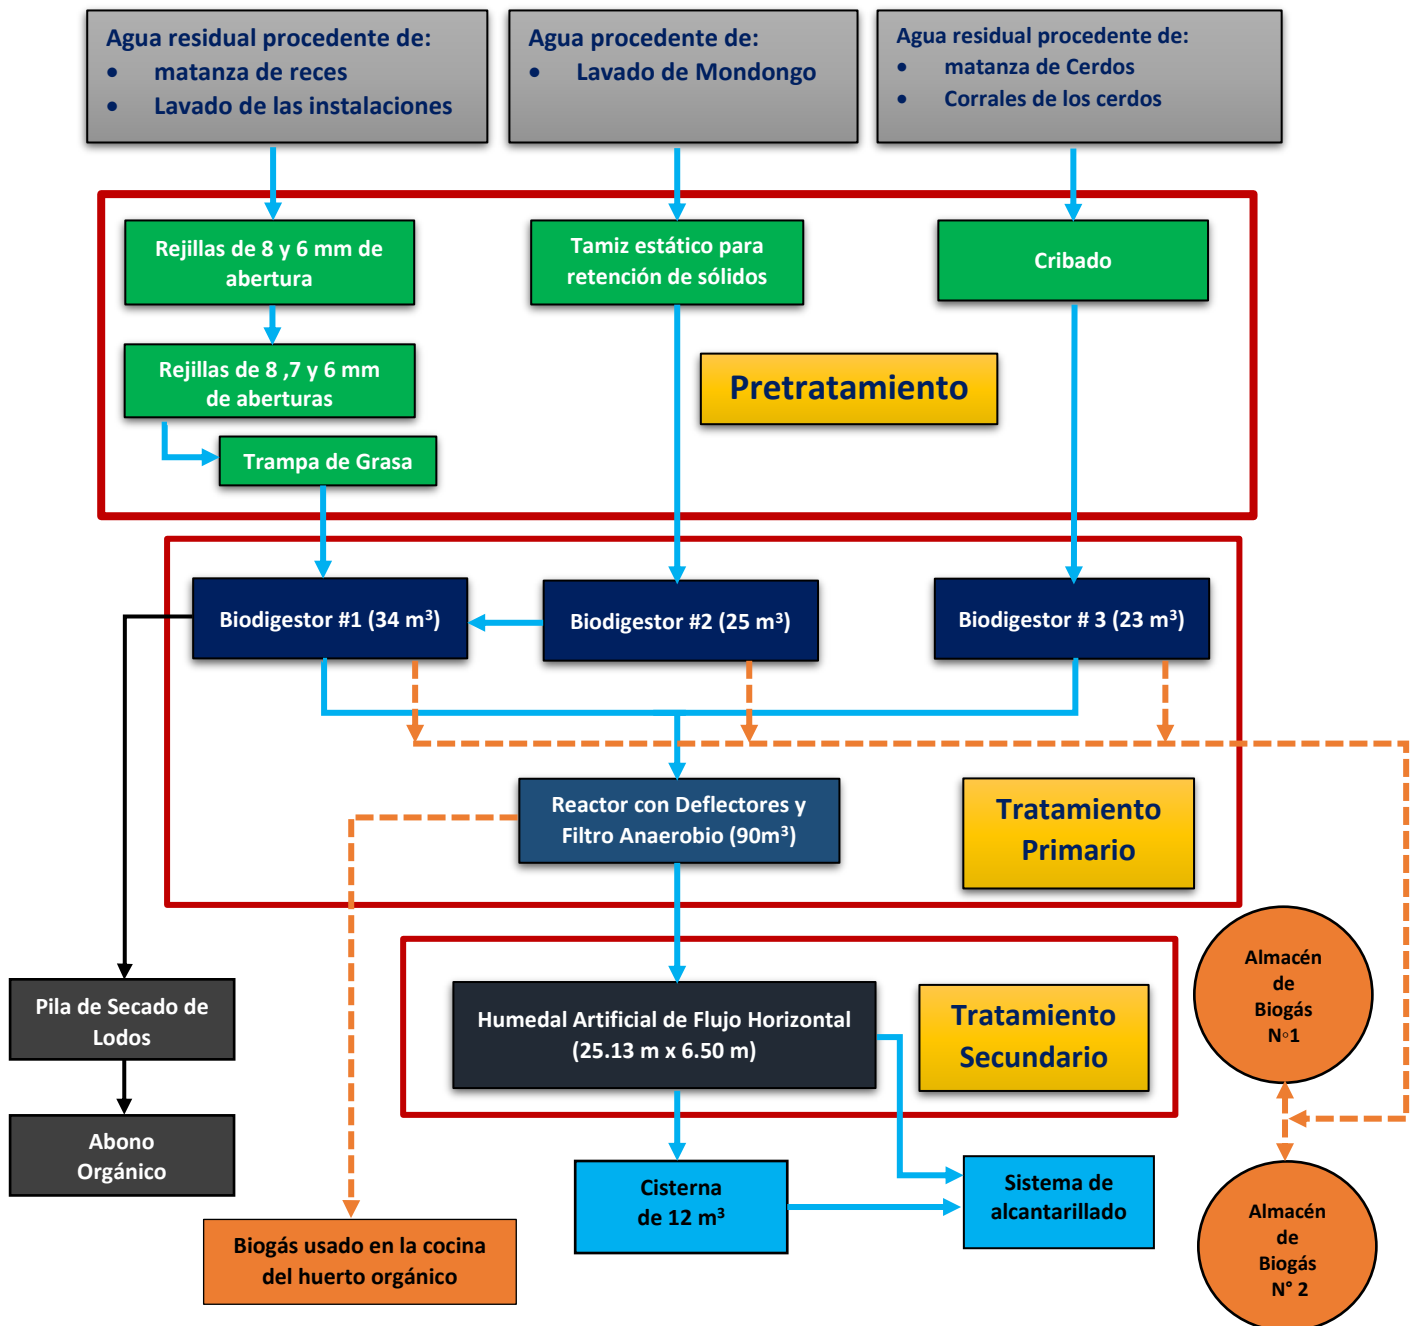 Agua residual procedente de:
• matanza de reces
• Lavado de las instalaciones
Agua procedente de:
• Lavado de Mondongo
Agua residual procedente de:
• matanza de Cerdos
• Corrales de los cerdos
Rejillas de 8 y 6 mm de
abertura
Tamiz estático para
retención de sólidos
Cribado
Rejillas de 8 ,7 y 6 mm
de aberturas
Pretratamiento
Trampa de Grasa
Biodigestor #1 (34 m³)
Biodigestor #2 (25 m³)
Biodigestor # 3 (23 m³)
Reactor con Deflectores y
Filtro Anaerobio (90m³)
Tratamiento
Primario
Almacén
de
Biogás
N◦1
Pila de Secado de
Lodos
Humedal Artificial de Flujo Horizontal
(25.13 m x 6.50 m)
Tratamiento
Secundario
Abono
Orgánico
Cisterna
de 12 m³
Sistema de
alcantarillado
Biogás usado en la cocina
del huerto orgánico
Almacén
de
Biogás
N° 2